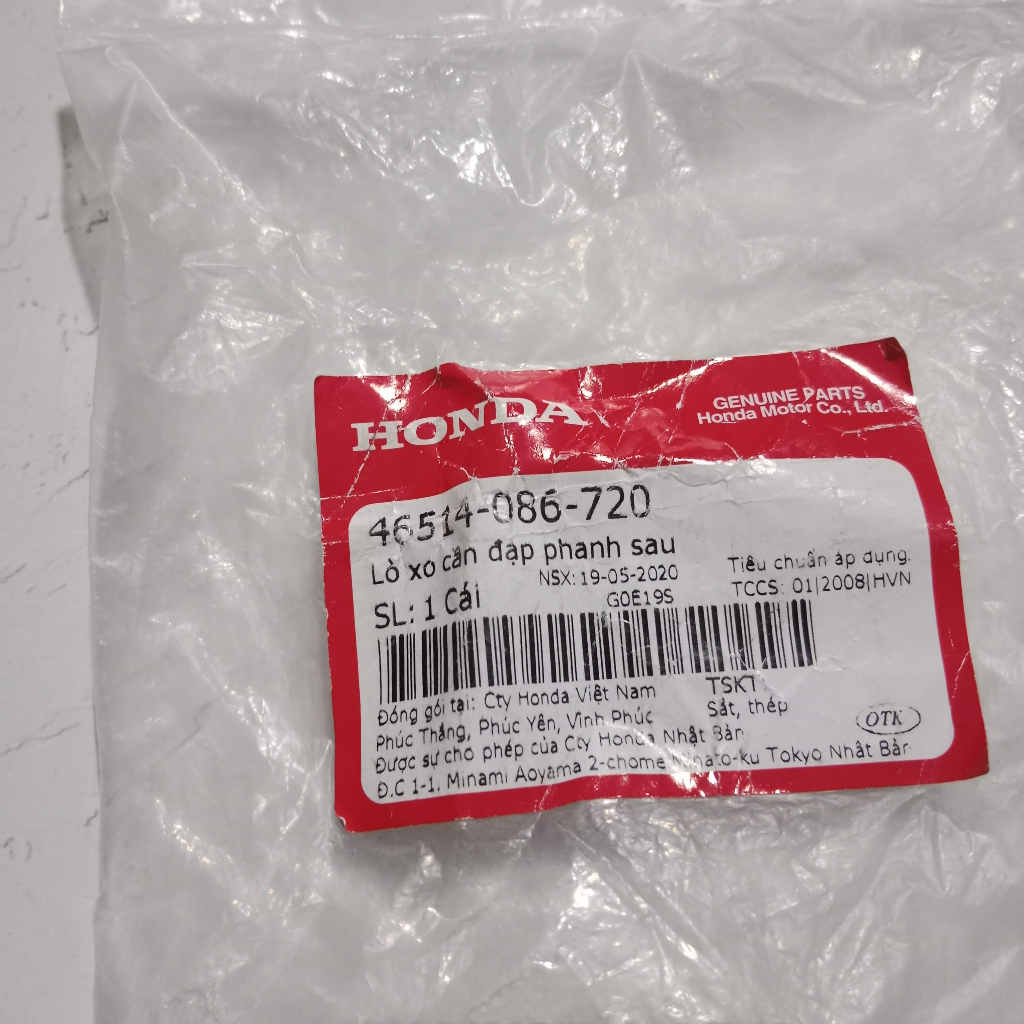 HONDA
GENUINE PARTS
Honda Motor Co., Ltd.
46514-086-720
Lò xo cần đạp phanh sau
NSX: 19-05-2020
Tiêu chuẩn áp dụng:
SL: 1 Cái
G0E19S
TCCS: 01|2008|HVN
Đóng gói tại: Cty Honda Việt Nam
TSKT
Phúc Thắng, Phúc Yên, Vĩnh Phúc
Sắt, thép
Được sự cho phép của Cty Honda Nhật Bản
OTK
Đ.C 1-1, Minami Aoyama 2-chome Minato-ku Tokyo Nhât Bản